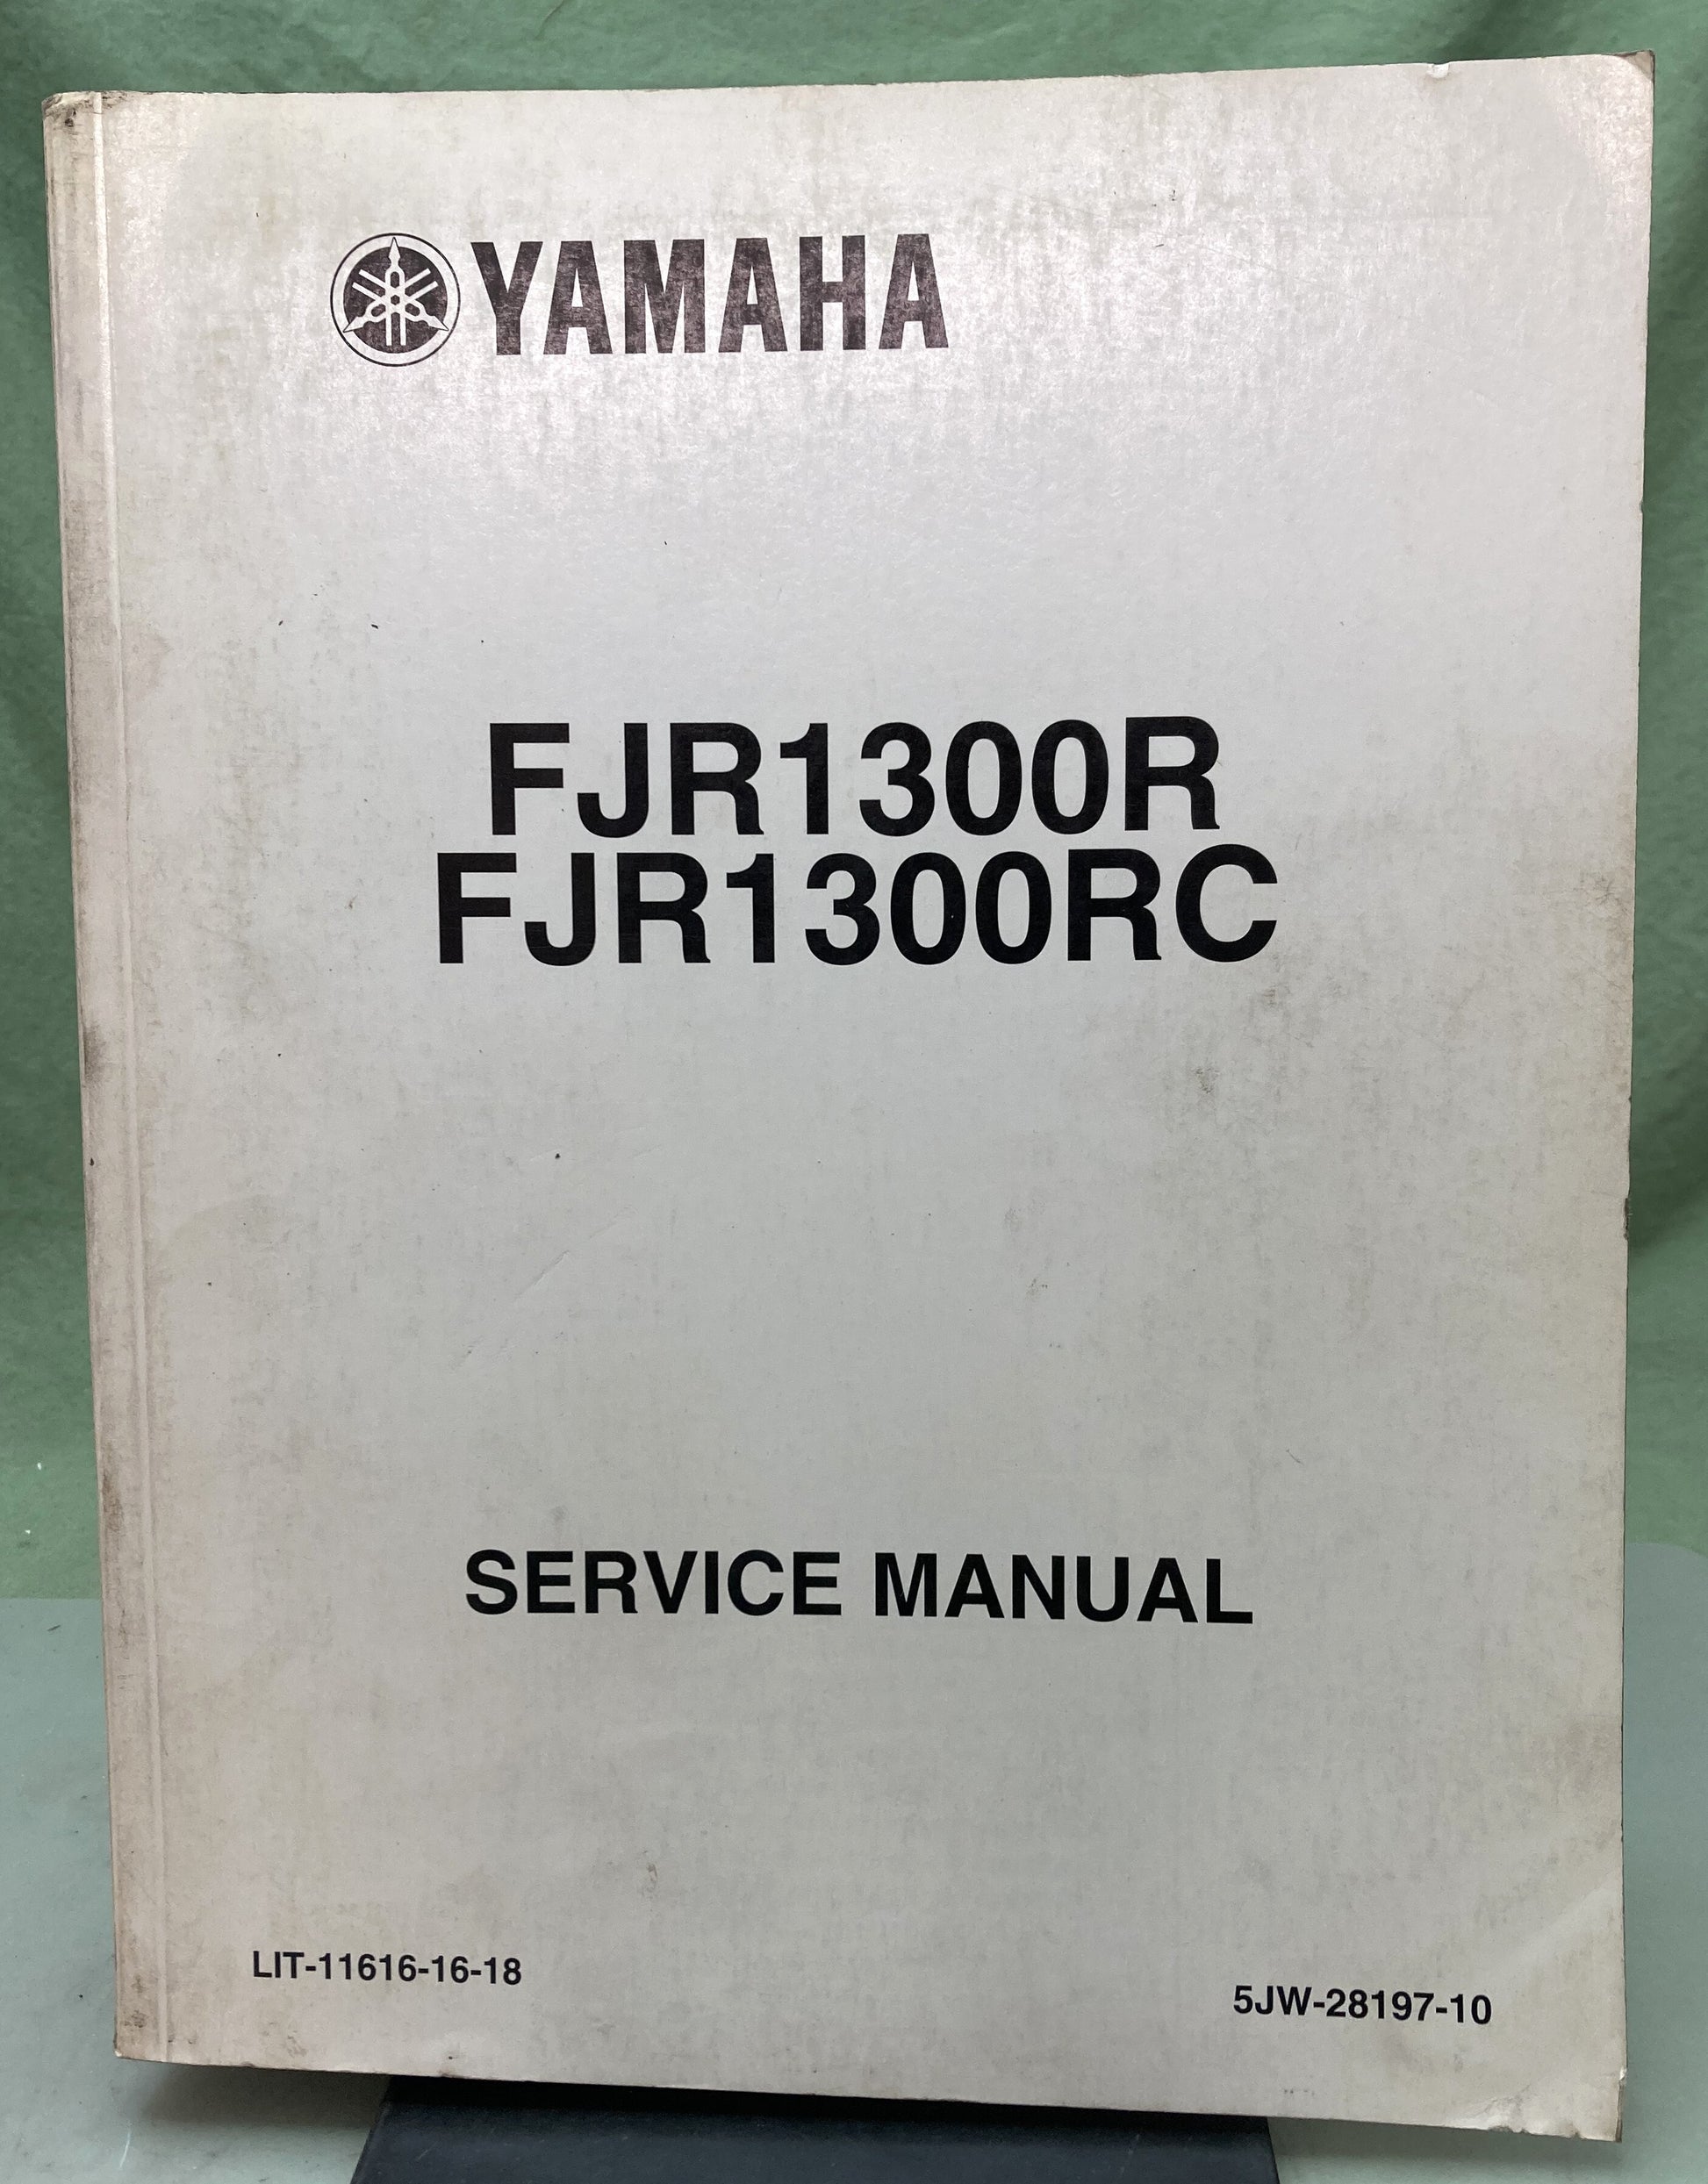 YAMAHA
FJR1300R
FJR1300RC
SERVICE MANUAL
LIT-11616-16-18
5JW-28197-10